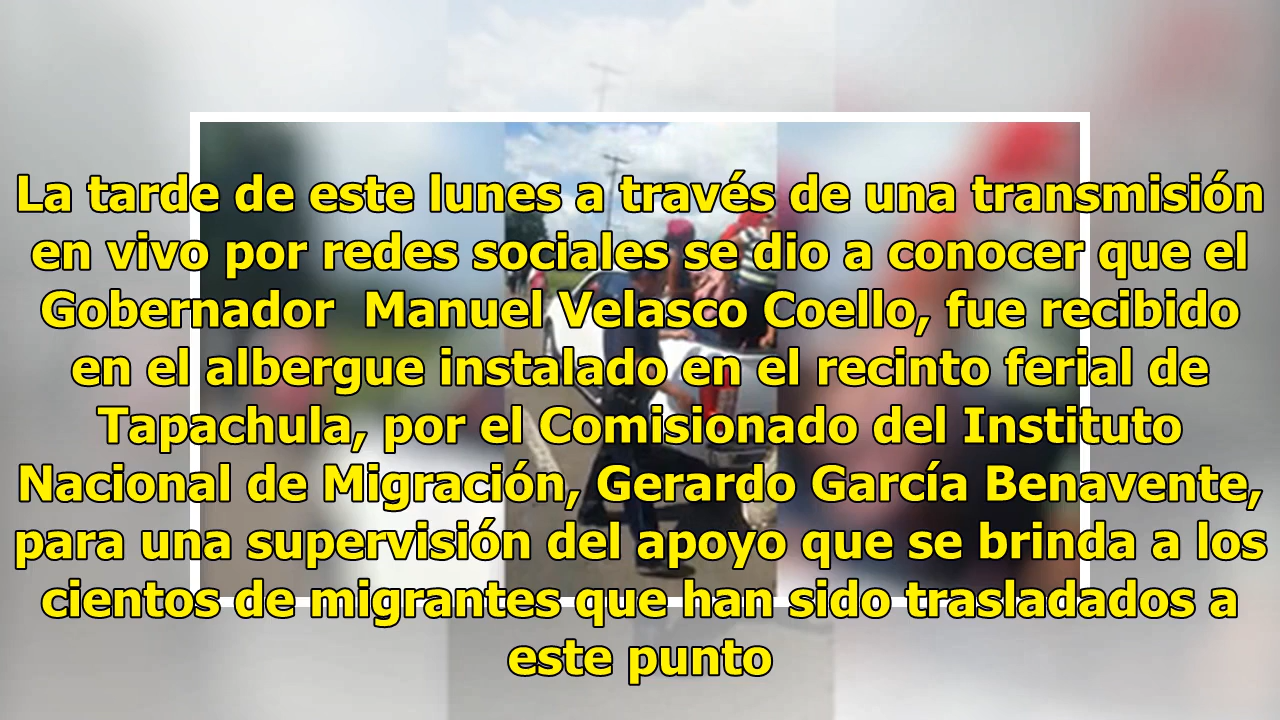 La tarde de este lunes a través de una transmisión
en vivo por redes sociales se dio a conocer que el
Gobernador  Manuel Velasco Coello, fue recibido
en el albergue instalado en el recinto ferial de
Tapachula, por el Comisionado del Instituto
Nacional de Migración, Gerardo García Benavente,
para una supervisión del apoyo que se brinda a los
cientos de migrantes que han sido trasladados a
este punto